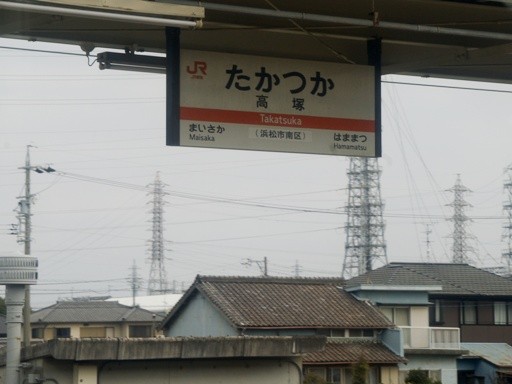 JR
たかつか
高塚
Takatsuka
(浜松市南区)
まいさか
Maisaka
はままつ
Hamamatsu